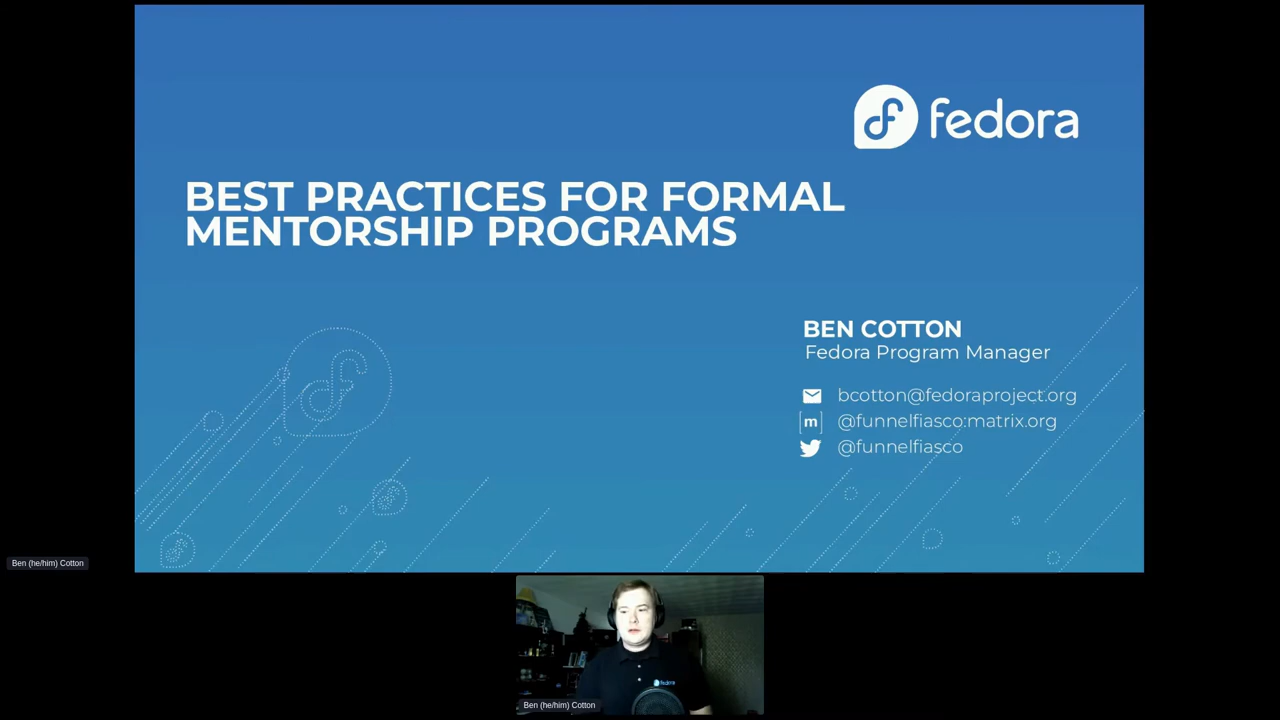 fedora
BEST PRACTICES FOR FORMAL
MENTORSHIP PROGRAMS
BEN COTTON
Fedora Program Manager
bcotton@fedoraproject.org
[m] @funnelfiasco:matrix.org
@funnelfiasco
Ben (he/him) Cotton
fedora
Ben (he/him) Cotton